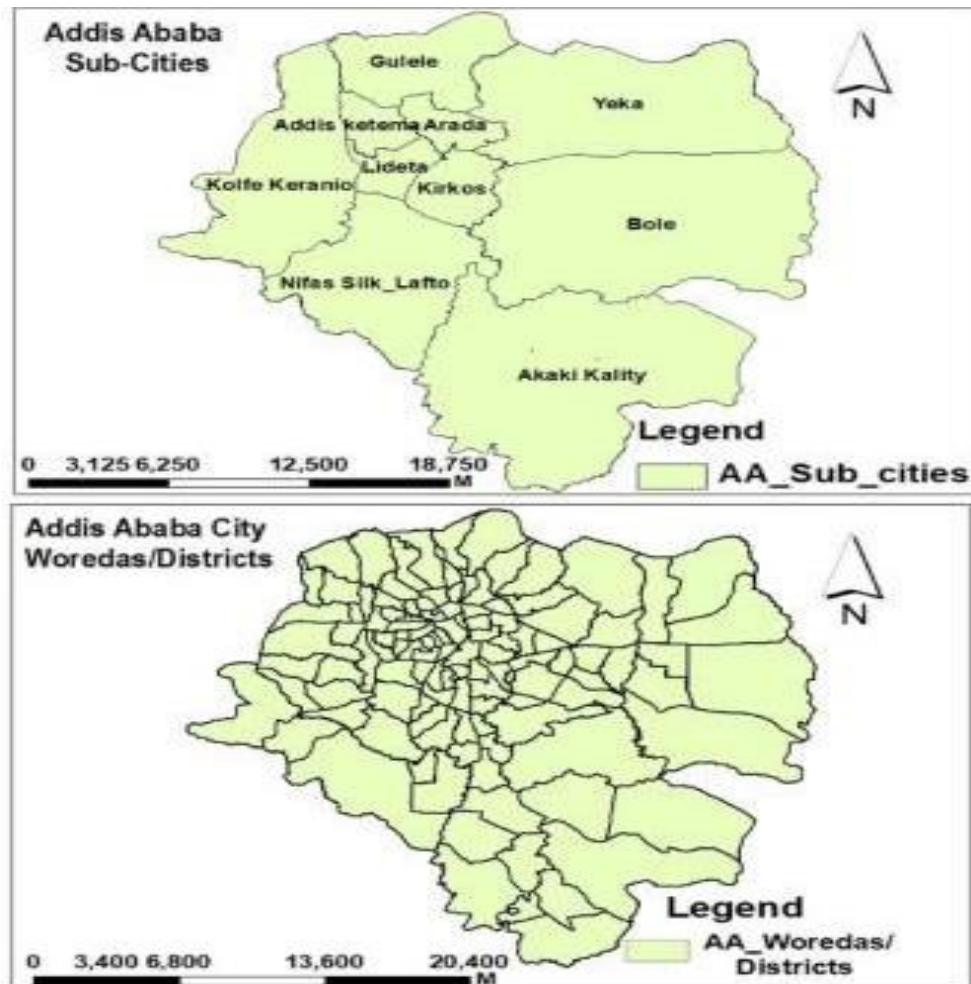 Addis Ababa
Sub-Cities
N
Gulele
Yeka
Addis ketema Arada
Lideta
Kolfe Keranio
Kirkos
Bole
Nifas Silk_Lafto
Akaki Kality
Legend
AA_Sub_cities
0 3,125 6,250 12,500 18,750
M
Addis Ababa City
Woredas/Districts
N
Legend
AA_Woredas/
Districts
0 3,400 6,800 13,600 20,400
M